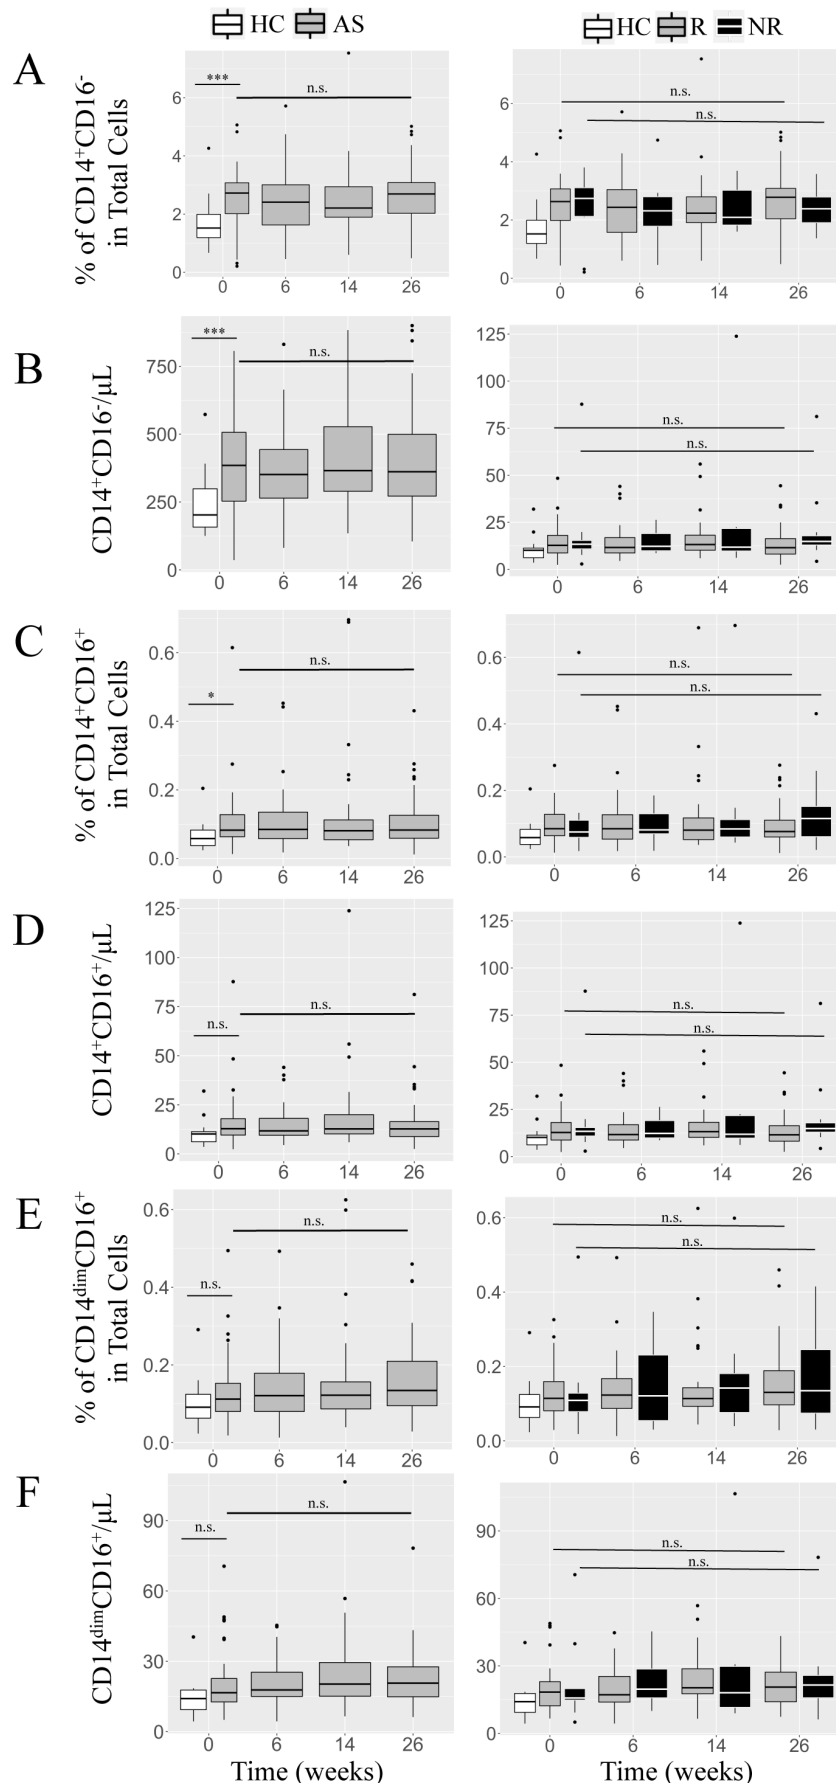 HC AS
HC R NR
A
% of CD14+CD16-
in Total Cells
6
4
2
0
***
n.s.
0 6 14 26
6
4
2
0
n.s.
n.s.
0 6 14 26
B
CD14+CD16-/μL
750
500
250
0
***
n.s.
0 6 14 26
125
100
75
50
25
0
n.s.
n.s.
0 6 14 26
C
% of CD14+CD16+
in Total Cells
0.6
0.4
0.2
0.0
*
n.s.
0 6 14 26
0.6
0.4
0.2
0.0
n.s.
n.s.
0 6 14 26
D
CD14+CD16+/μL
125
100
75
50
25
0
n.s.
n.s.
0 6 14 26
125
100
75
50
25
0
n.s.
n.s.
0 6 14 26
E
% of CD14dimCD16+
in Total Cells
0.6
0.4
0.2
0.0
n.s.
n.s.
0 6 14 26
0.6
0.4
0.2
0.0
n.s.
n.s.
0 6 14 26
F
CD14dimCD16+/μL
90
60
30
0
n.s.
n.s.
0 6 14 26
Time (weeks)
90
60
30
0
n.s.
n.s.
0 6 14 26
Time (weeks)